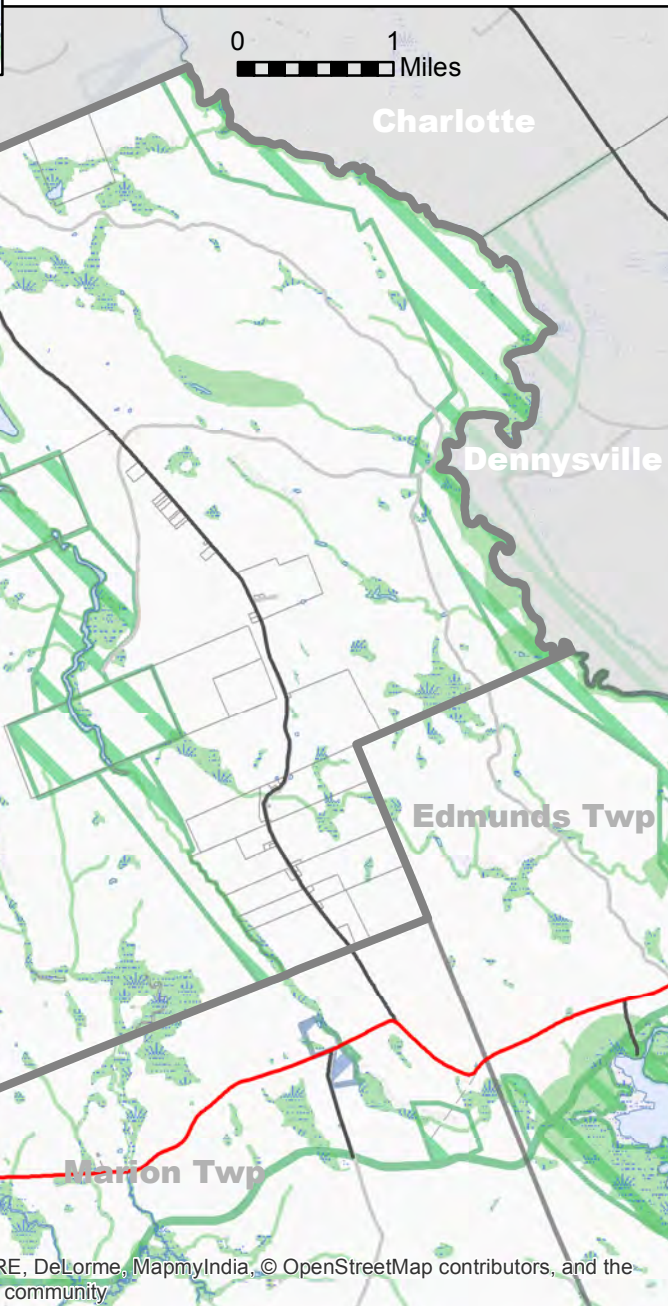 0 1
Miles
Charlotte
Dennysville
Edmunds Twp
Marion Twp
RE, DeLorme, MapmyIndia, © OpenStreetMap contributors, and the
community